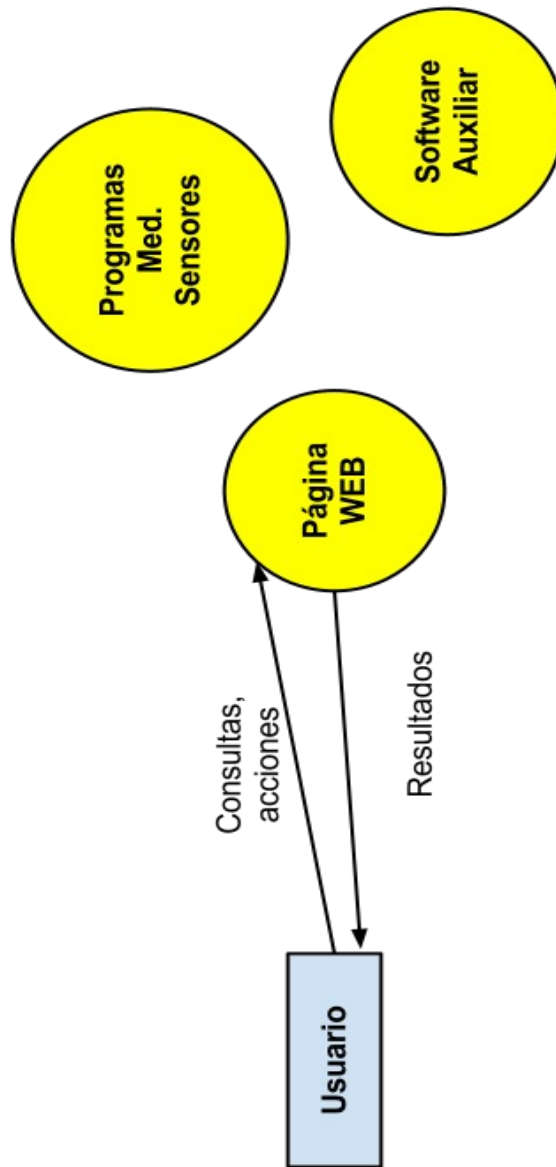 Usuario
Consultas,
acciones
Resultados
Página
WEB
Programas
Med.
Sensores
Software
Auxiliar